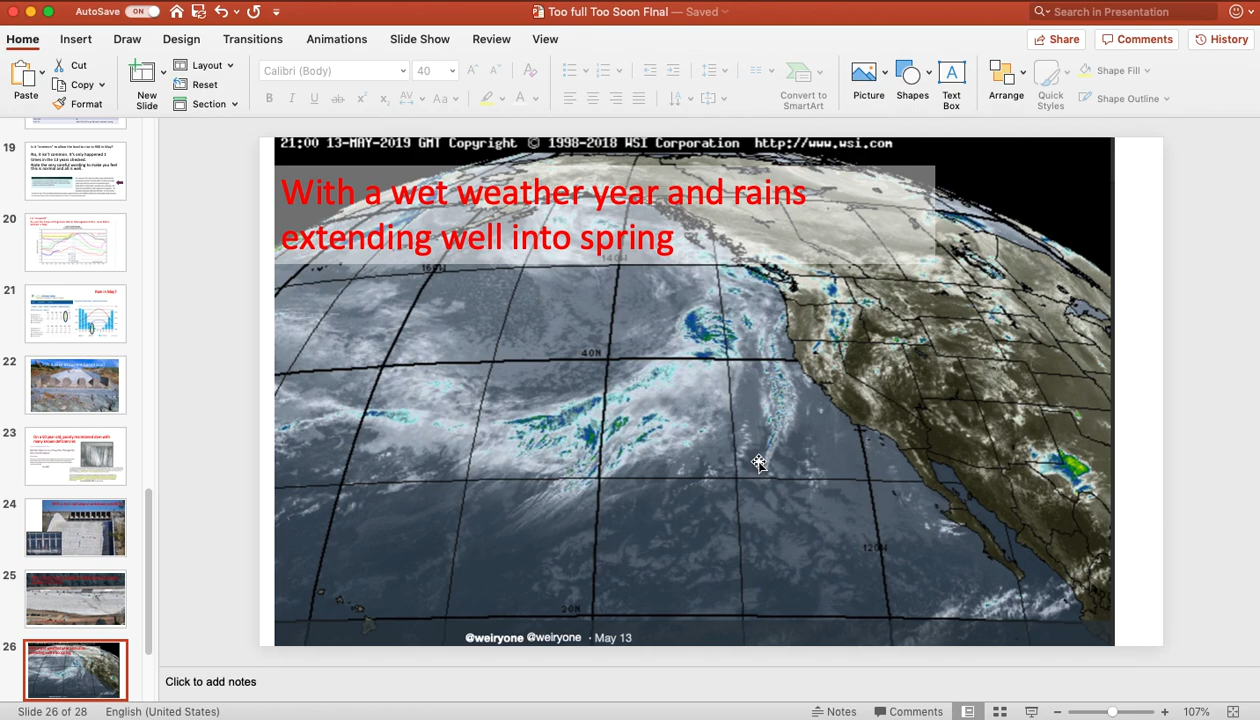 AutoSave ON
Too full Too Soon FInal — Saved
Search in Presentation
Home Insert Draw Design Transitions Animations Slide Show Review View
Share Comments History
Paste
Cut
Copy
Format
New Slide
Layout
Reset
Section
Calibri (Body) 40
Convert to SmartArt
Picture
Shapes
Text Box
Arrange
Quick Styles
Shape Fill
Shape Outline
19
20
21
Rain in May?
22
23
24
25
26
21:00 13-MAY-2019 GMT Copyright © 1998-2018 WSI Corporation http://www.wsi.com
With a wet weather year and rains
extending well into spring
160W
140W
40N
120W
20N
@weiryone @weiryone · May 13
Click to add notes
Slide 26 of 28 English (United States) Notes Comments 107%